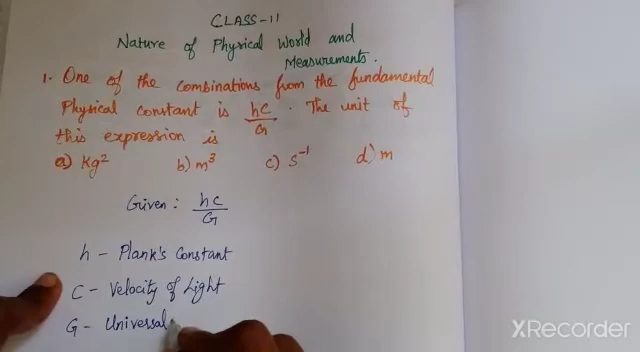 CLASS-11
Nature of Physical World and
Measurements.
1. One of the combinations from the fundamental
Physical constant is hc/G. The unit of
this expression is
a) Kg² b) m³ c) S⁻¹ d) m
Given: hc/G
h - Plank's Constant
C - Velocity of Light
G - Universal
XRecorder